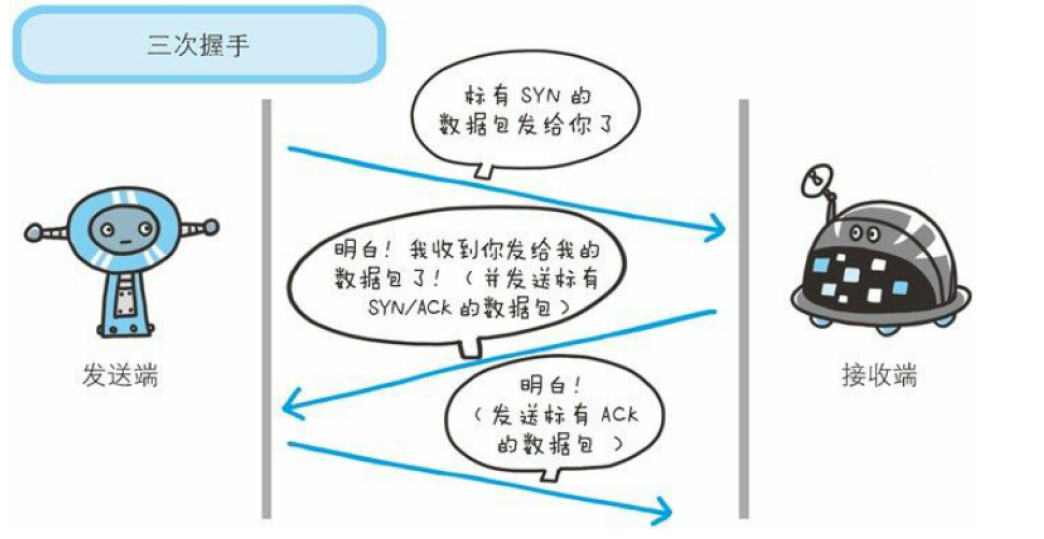 三次握手
标有 SYN 的
数据包发给你了
明白！我收到你发给我的
数据包了！（并发送标有
SYN/ACK 的数据包）
发送端
接收端
明白！
（发送标有 ACK
的数据包 ）